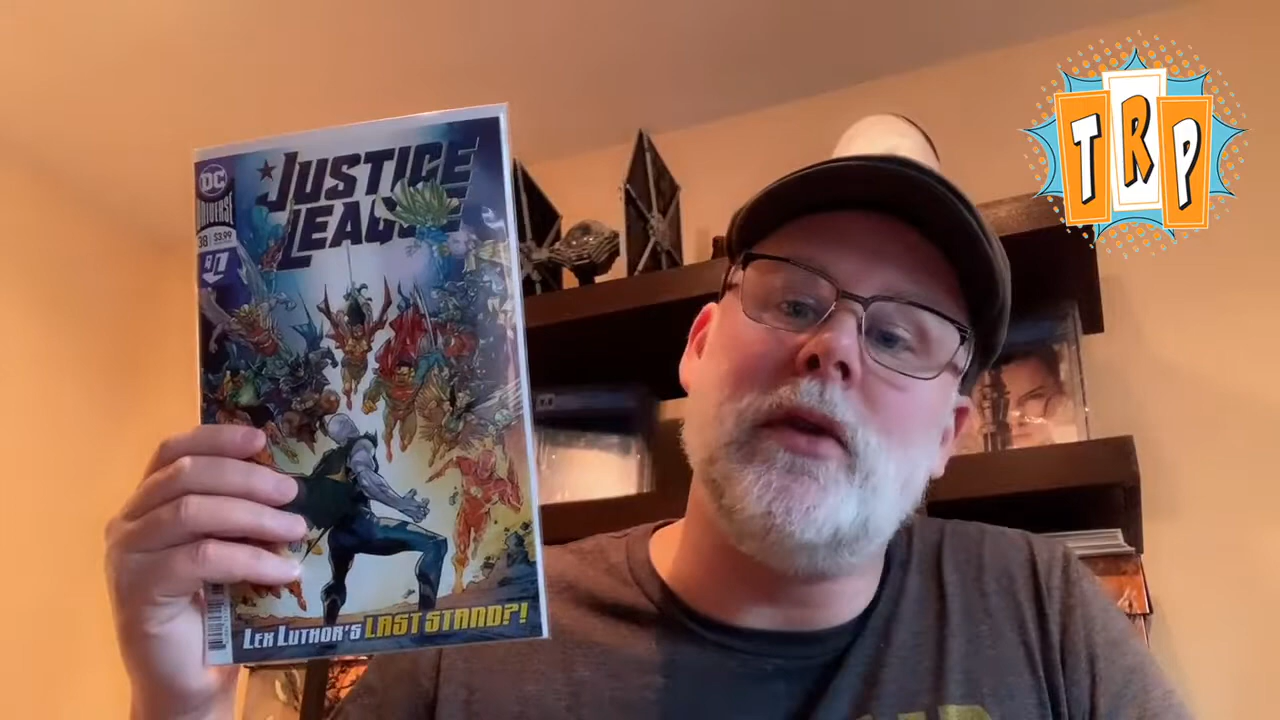 DC
UNIVERSE
JUSTICE
LEAGUE
38 $3.99
LEX LUTHOR'S LAST STAND?!
TRP